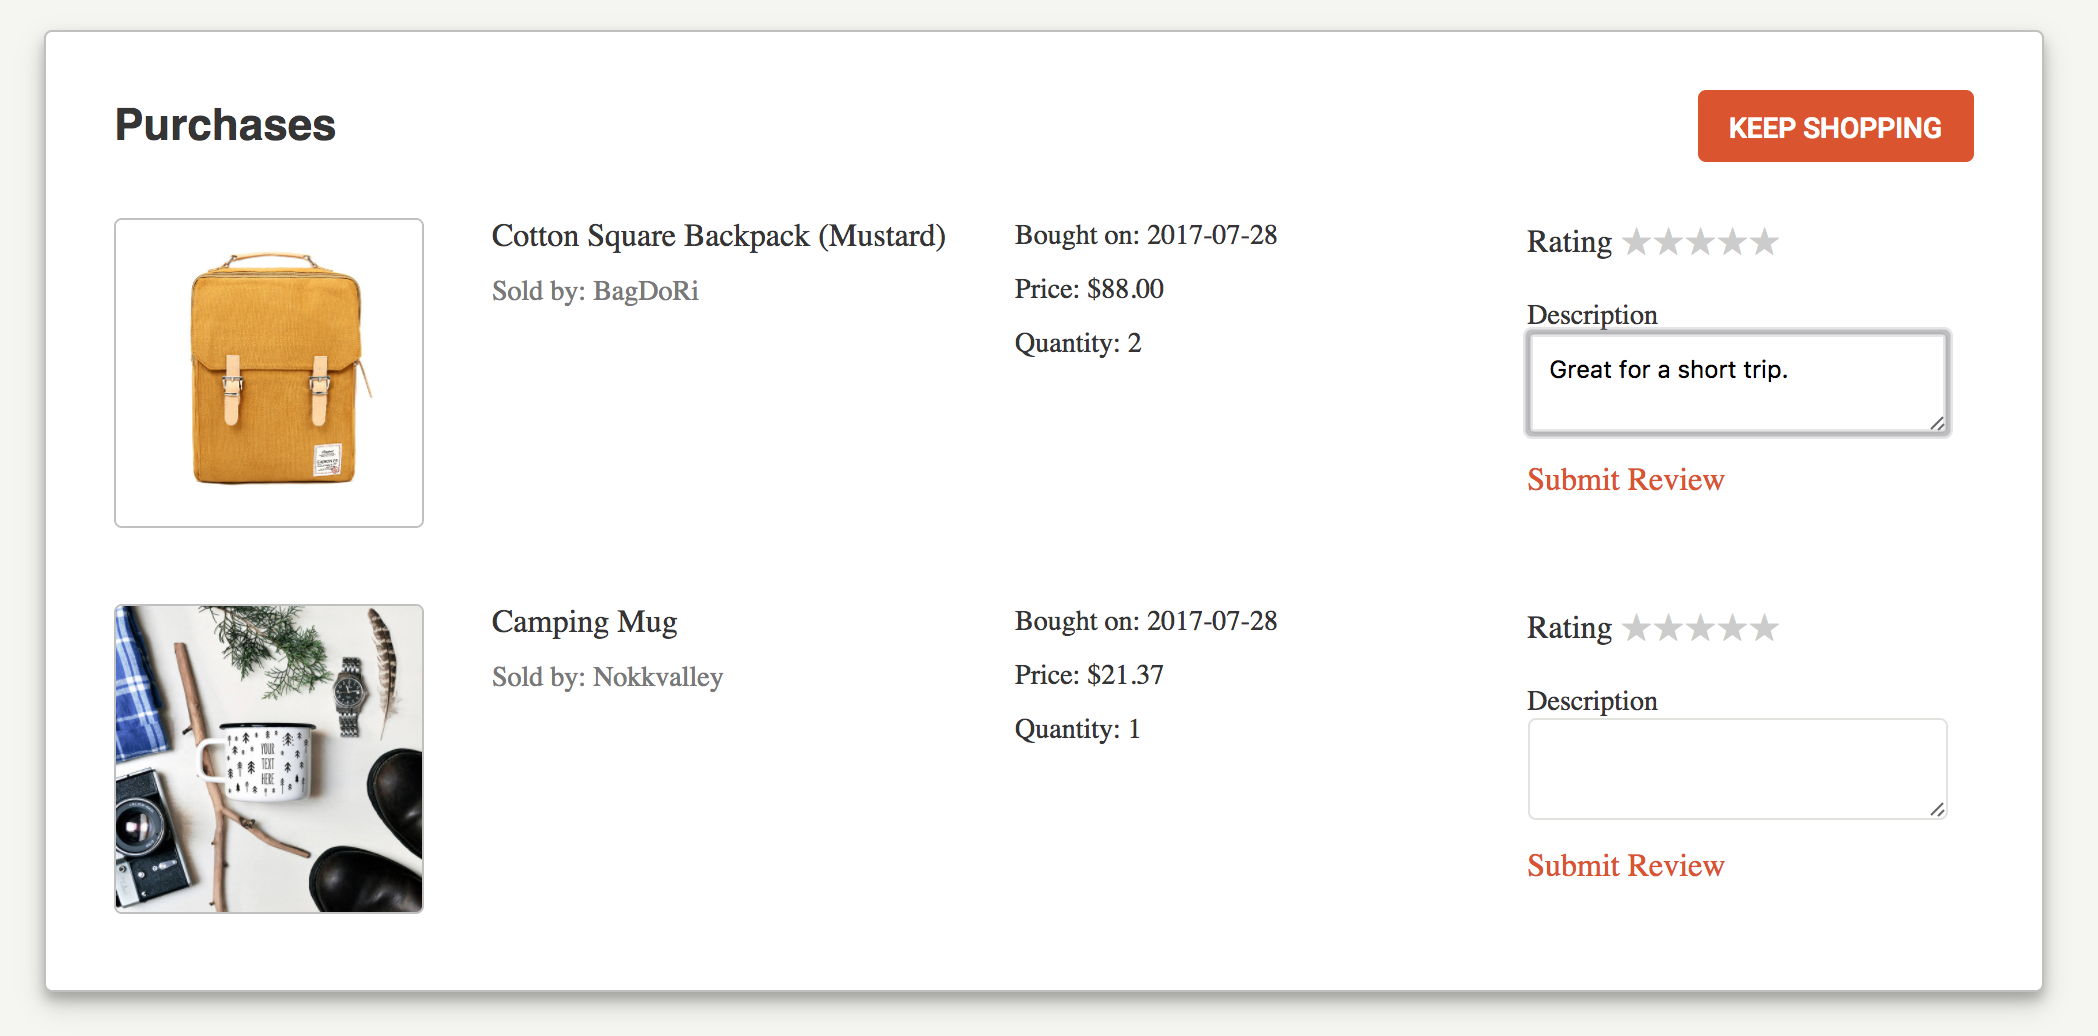 Purchases
KEEP SHOPPING
Cotton Square Backpack (Mustard)
Sold by: BagDoRi
Bought on: 2017-07-28
Price: $88.00
Quantity: 2
Rating
Description
Great for a short trip.
Submit Review
Camping Mug
Sold by: Nokkvalley
Bought on: 2017-07-28
Price: $21.37
Quantity: 1
Rating
Description
Submit Review
YOUR
TEXT
HERE